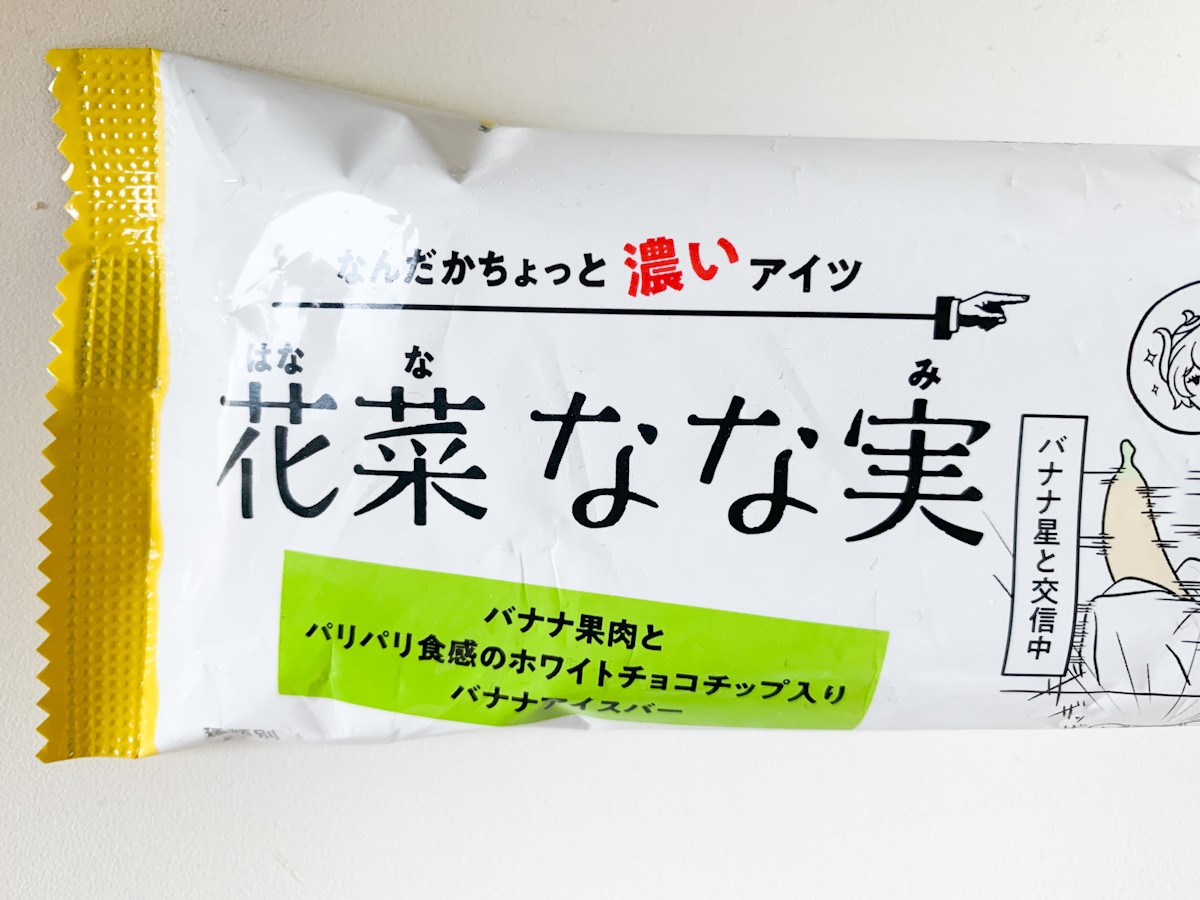 なんだかちょっと濃いアイツ
はな な み
花菜なな実
バナナ果肉と
パリパリ食感のホワイトチョコチップ入り
バナナアイスバー
バナナ星と交信中
種類別